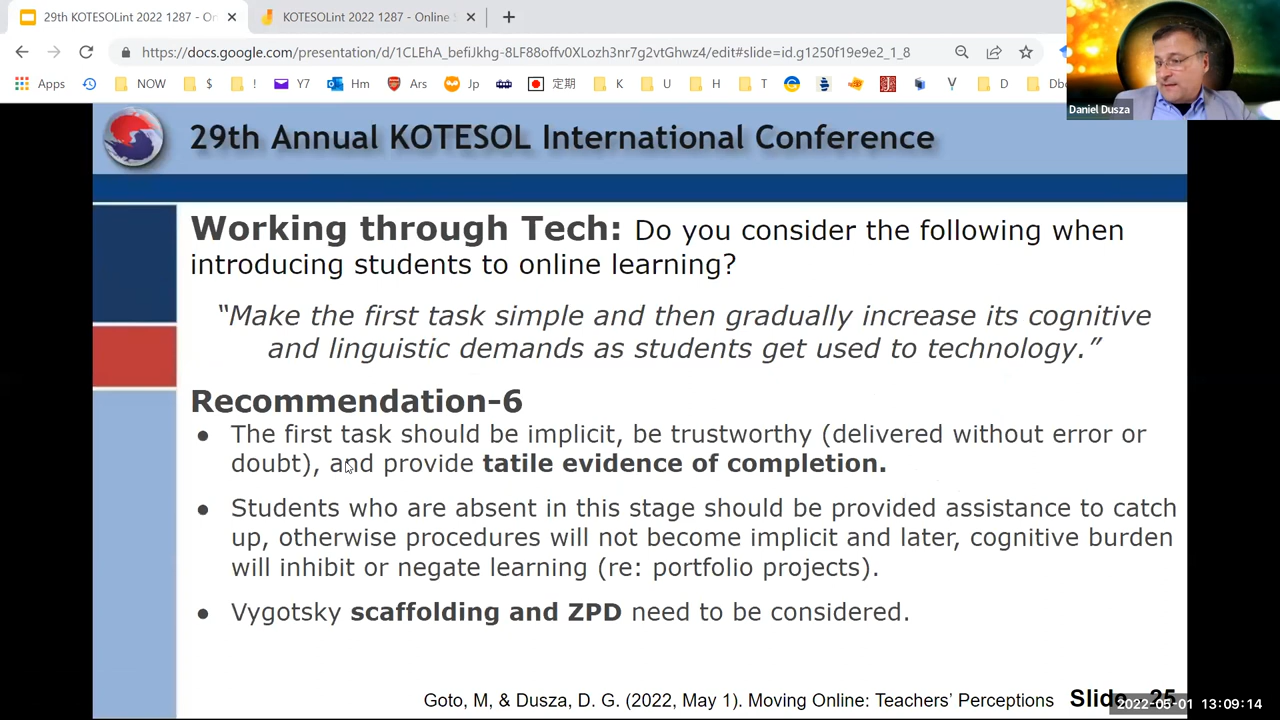 29th KOTESOLint 2022 1287 - On
KOTESOLint 2022 1287 - Online
https://docs.google.com/presentation/d/1CLEhA_befiJkhg-8LF88offv0XLozh3nr7g2vtGhwz4/edit#slide=id.g1250f19e9e2_1_8
Apps NOW $ ! Y7 Hm Ars Jp 定期 K U H T D
Daniel Dusza
29th Annual KOTESOL International Conference
Working through Tech: Do you consider the following when
introducing students to online learning?
“Make the first task simple and then gradually increase its cognitive
and linguistic demands as students get used to technology.”
Recommendation-6
● The first task should be implicit, be trustworthy (delivered without error or
doubt), and provide tatile evidence of completion.
● Students who are absent in this stage should be provided assistance to catch
up, otherwise procedures will not become implicit and later, cognitive burden
will inhibit or negate learning (re: portfolio projects).
● Vygotsky scaffolding and ZPD need to be considered.
Goto, M, & Dusza, D. G. (2022, May 1). Moving Online: Teachers’ Perceptions
2022-05-01 13:09:14